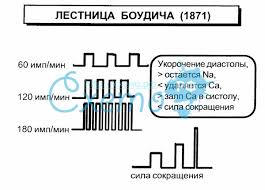 ЛЕСТНИЦА БОУДИЧА (1871)
60 имп/мин
120 имп/мин
180 имп/мин
Укорочение диастолы,
> остается Na,
< удаляется Ca,
> залп Ca в систолу,
< сила сокращения
сила сокращения